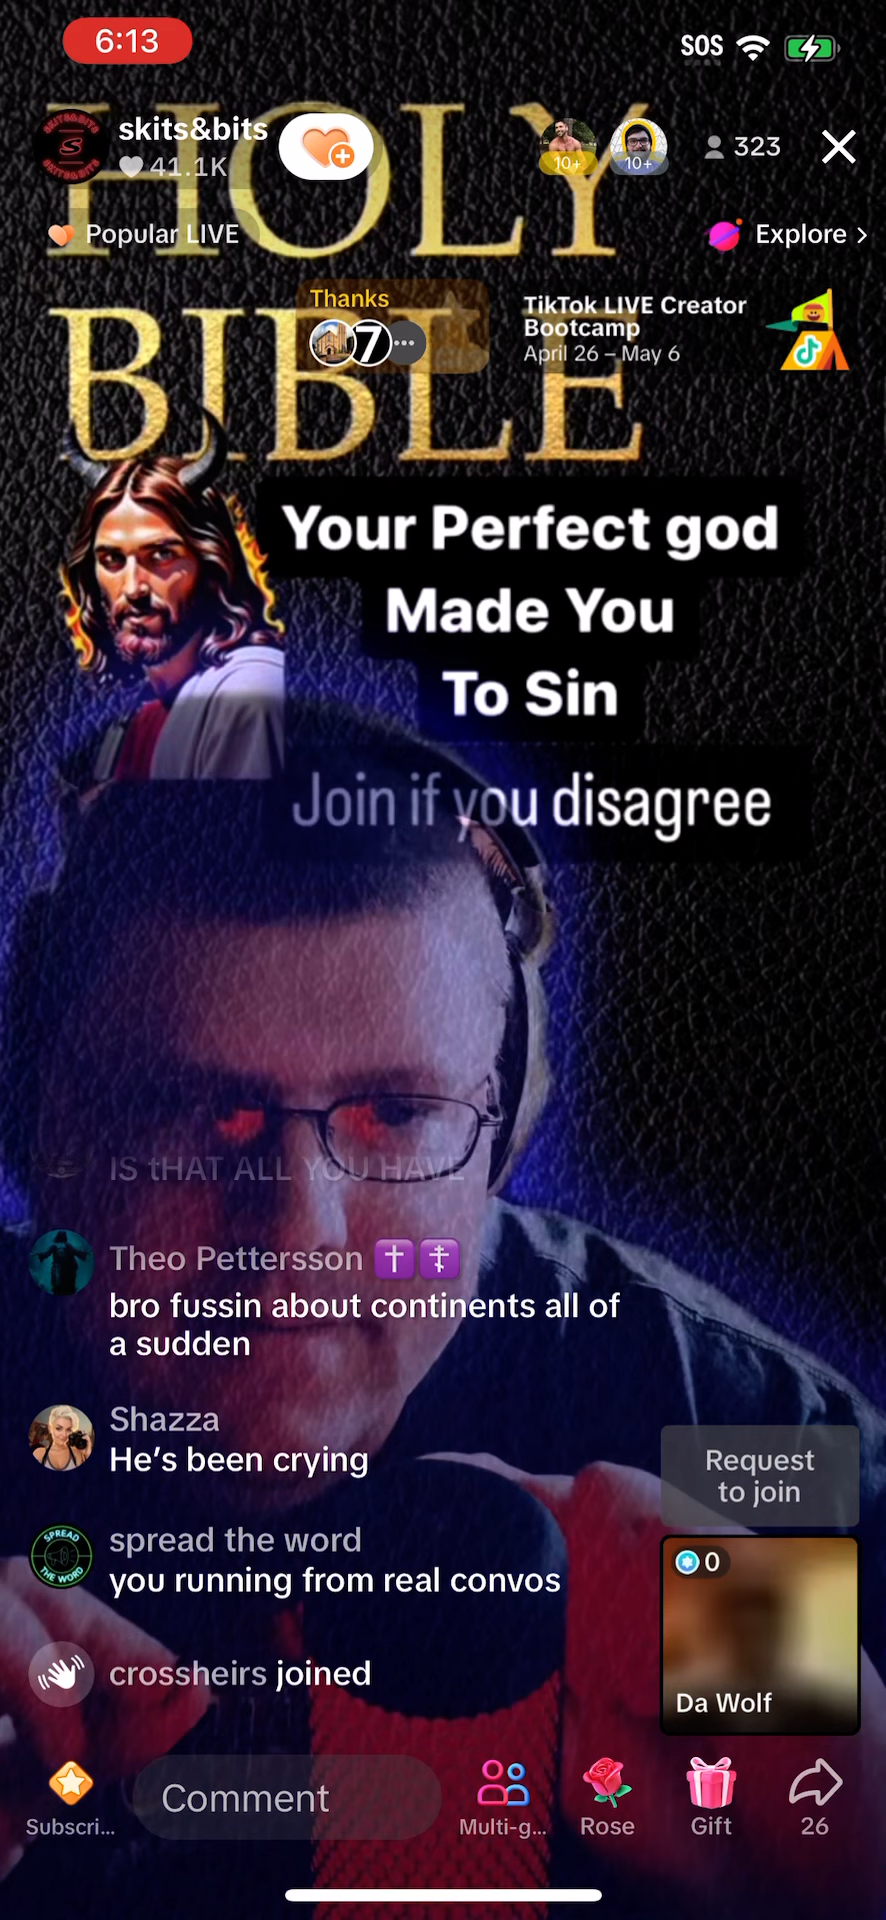 6:13
SOS
HOLY
BIBLE
skits&bits
41.1K
10+
10+
323
Popular LIVE
Explore >
Thanks
7
TikTok LIVE Creator
Bootcamp
April 26 – May 6
Your Perfect god
Made You
To Sin
Join if you disagree
IS tHAT ALL YOU HAVE
Theo Pettersson
bro fussin about continents all of
a sudden
Shazza
He's been crying
SPREAD
THE WORD
spread the word
you running from real convos
crossheirs joined
Request
to join
0
Da Wolf
Subscri...
Comment
Multi-g...
Rose
Gift
26